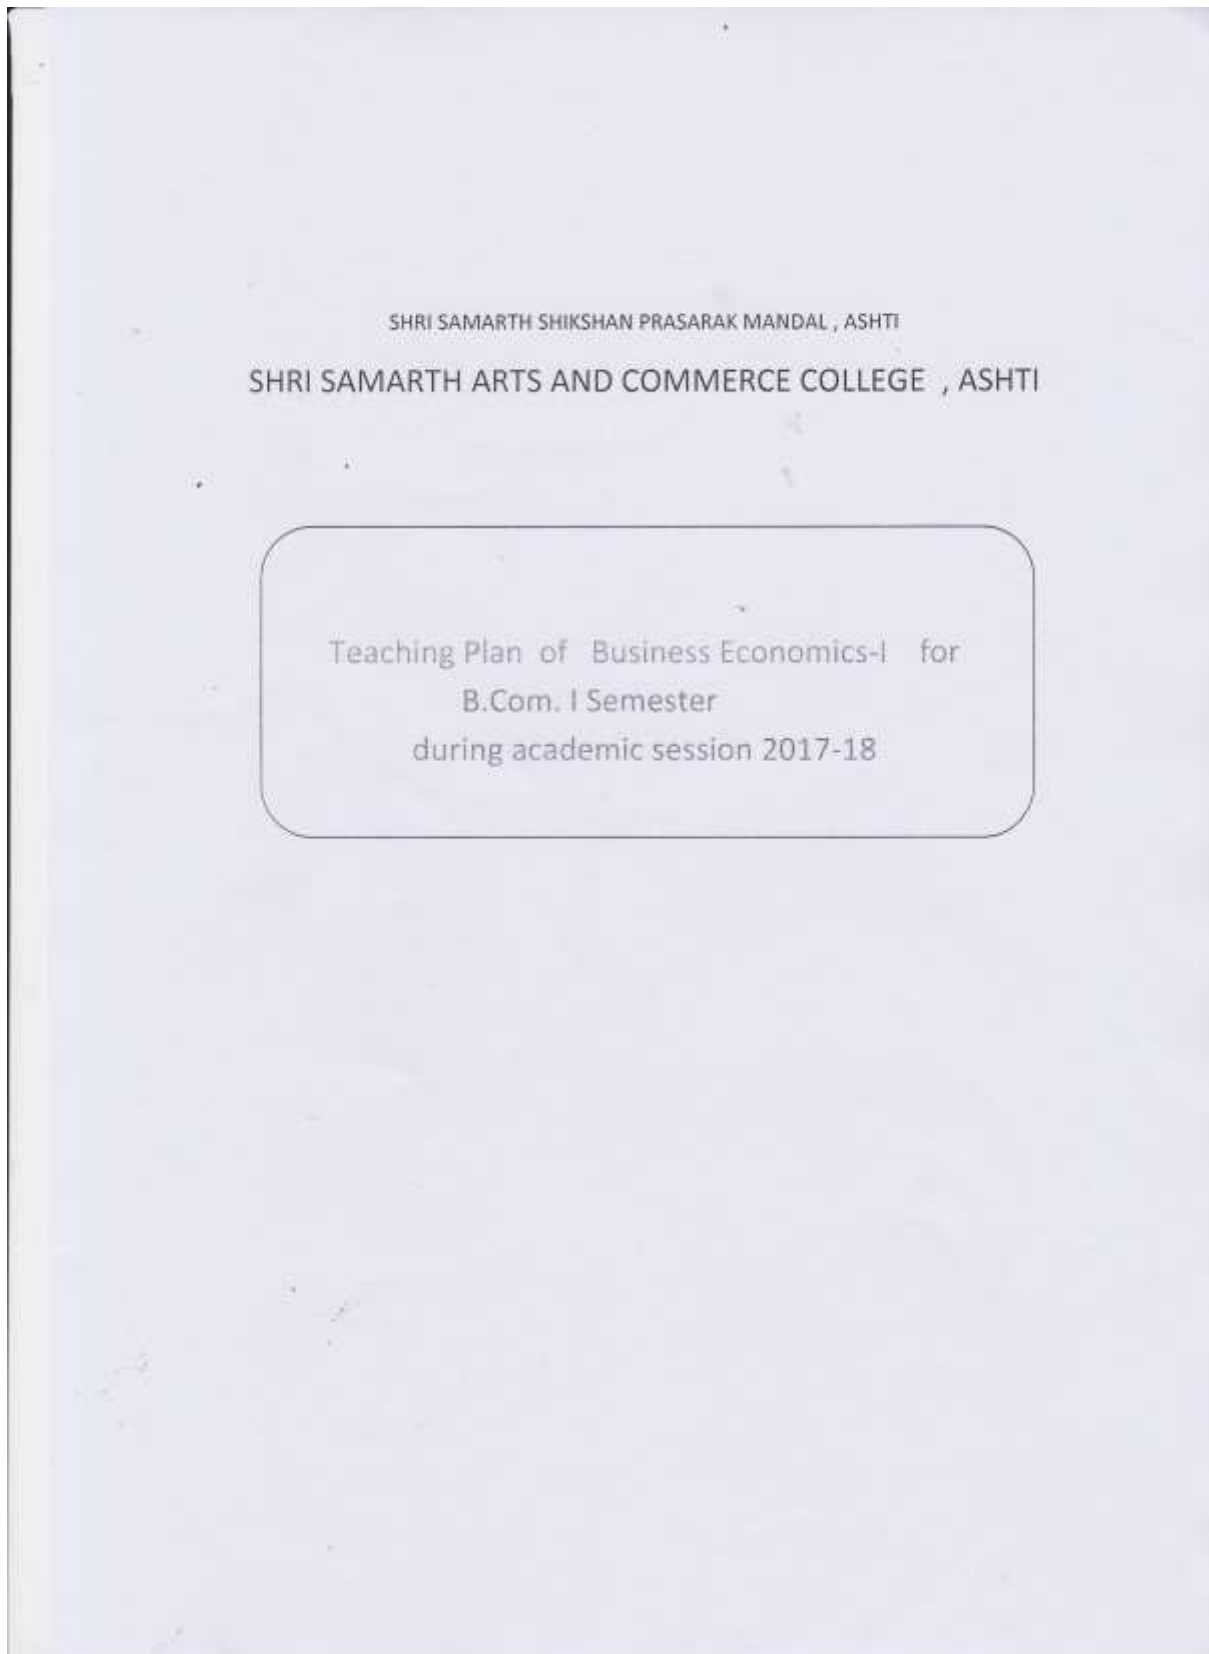 SHRI SAMARTH SHIKSHAN PRASARAK MANDAL , ASHTI
SHRI SAMARTH ARTS AND COMMERCE COLLEGE , ASHTI
Teaching Plan of Business Economics-I for
B.Com. I Semester
during academic session 2017-18